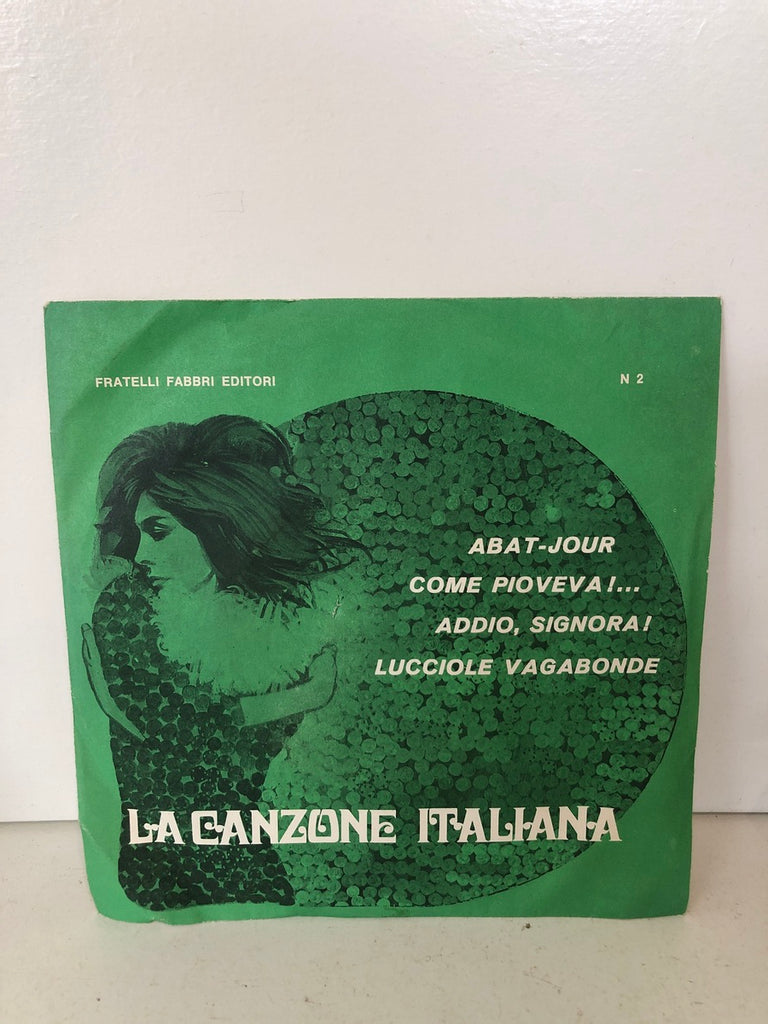 FRATELLI FABBRI EDITORI
N 2
ABAT-JOUR
COME PIOVEVA!...
ADDIO, SIGNORA!
LUCCIOLE VAGABONDE
LA CANZONE ITALIANA